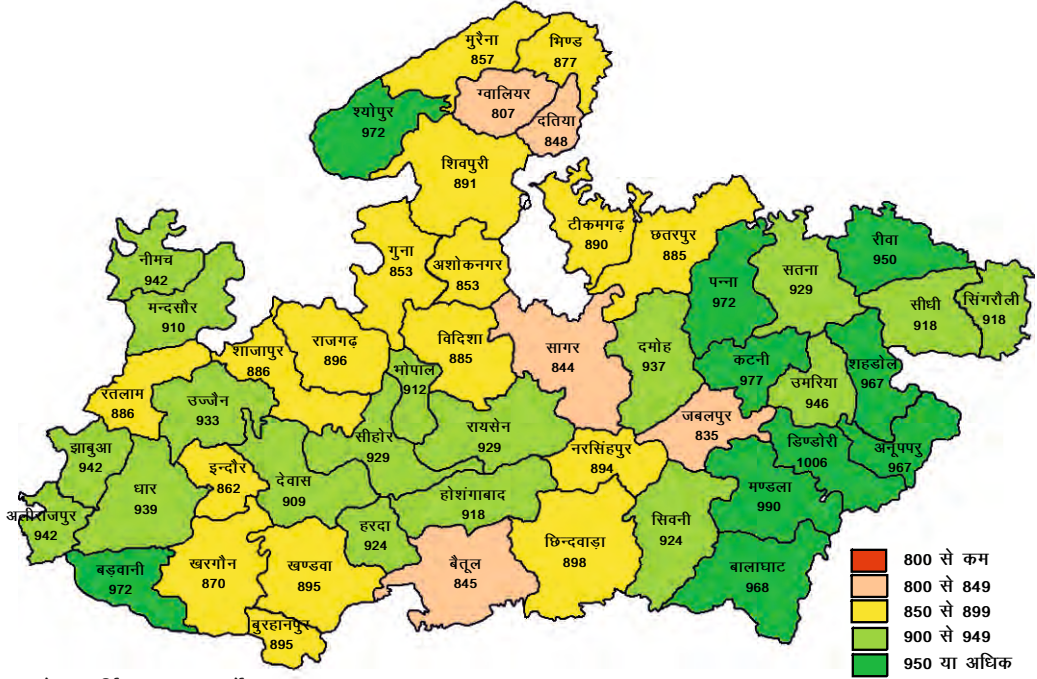 मुरैना
857
भिण्ड
877
ग्वालियर
807
दतिया
848
श्योपुर
972
शिवपुरी
891
टीकमगढ़
890
छतरपुर
885
गुना
853
अशोकनगर
853
नीमच
942
मन्दसौर
910
पन्ना
972
सतना
929
रीवा
950
सीधी
918
सिंगरौली
918
शाजापुर
886
राजगढ़
896
विदिशा
885
सागर
844
दमोह
937
कटनी
977
उमरिया
946
शहडोल
967
भोपाल
912
रतलाम
886
उज्जैन
933
जबलपुर
835
रायसेन
929
सीहोर
929
डिण्डोरी
1006
अनूपपरु
967
झाबुआ
942
इन्दौर
862
देवास
909
नरसिंहपुर
894
मण्डला
990
धार
939
होशंगाबाद
918
अलीराजपुर
942
हरदा
924
सिवनी
924
छिन्दवाड़ा
898
बैतूल
845
बड़वानी
972
खरगौन
870
खण्डवा
895
बालाघाट
968
बुरहानपुर
895
800 से कम
800 से 849
850 से 899
900 से 949
950 या अधिक